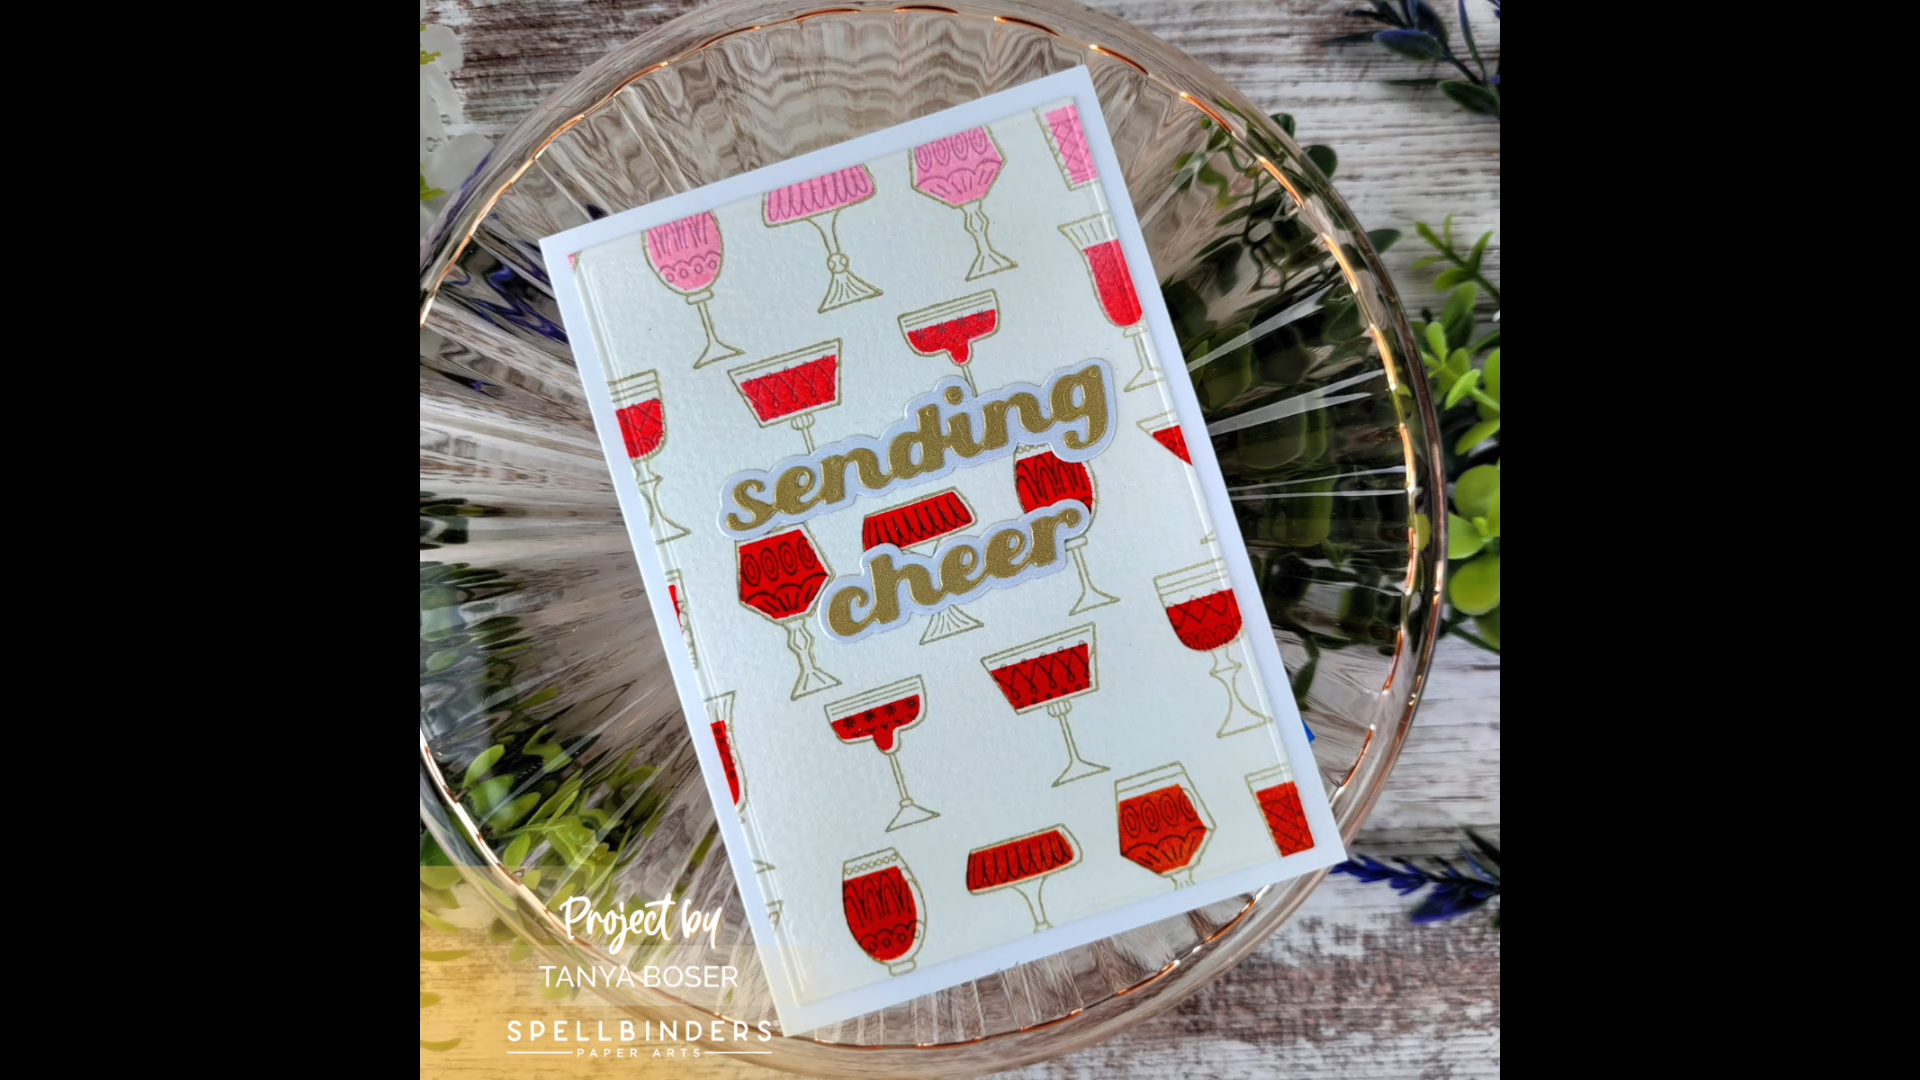 sending
cheer
Project by
TANYA BOSER
SPELLBINDERS®
PAPER ARTS